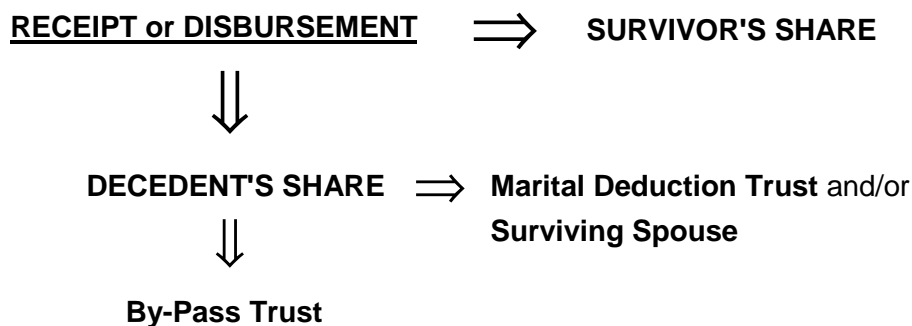 RECEIPT or DISBURSEMENT ⇒ SURVIVOR'S SHARE
⇓
DECEDENT'S SHARE ⇒ Marital Deduction Trust and/or
Surviving Spouse
⇓
By-Pass Trust